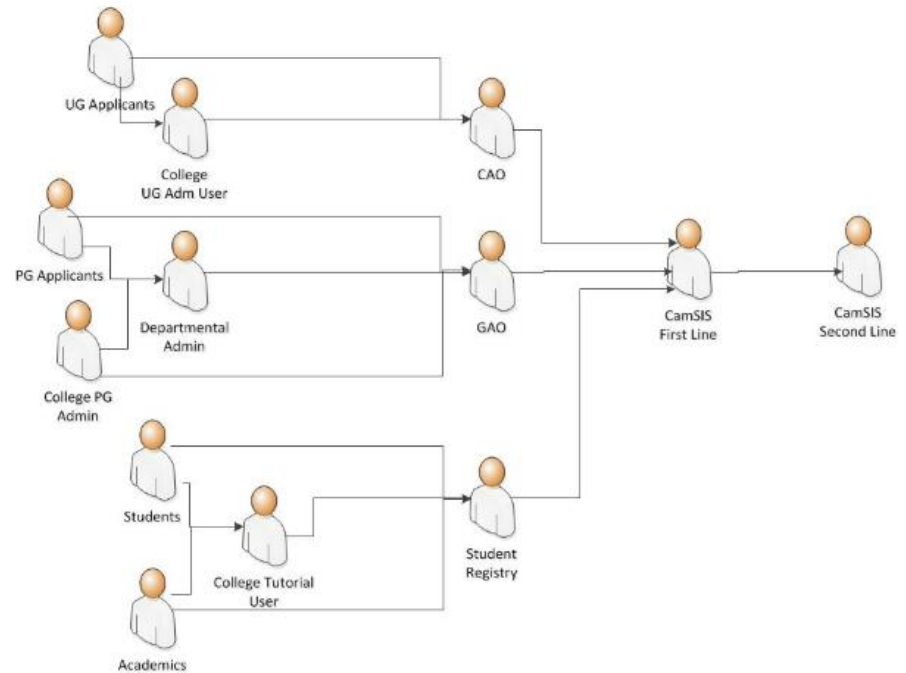 UG Applicants
College
UG Adm User
CAO
PG Applicants
Departmental
Admin
GAO
CamSIS
First Line
CamSIS
Second Line
College PG
Admin
Students
College Tutorial
User
Student
Registry
Academics